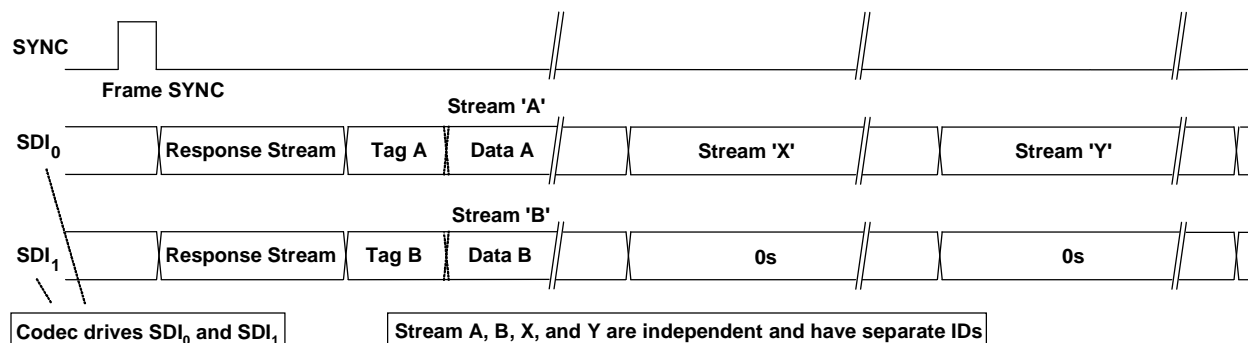 SYNC
Frame SYNC
Stream 'A'
SDI0 Response Stream Tag A Data A Stream 'X' Stream 'Y'
Stream 'B'
SDI1 Response Stream Tag B Data B 0s 0s
Codec drives SDI0 and SDI1
Stream A, B, X, and Y are independent and have separate IDs